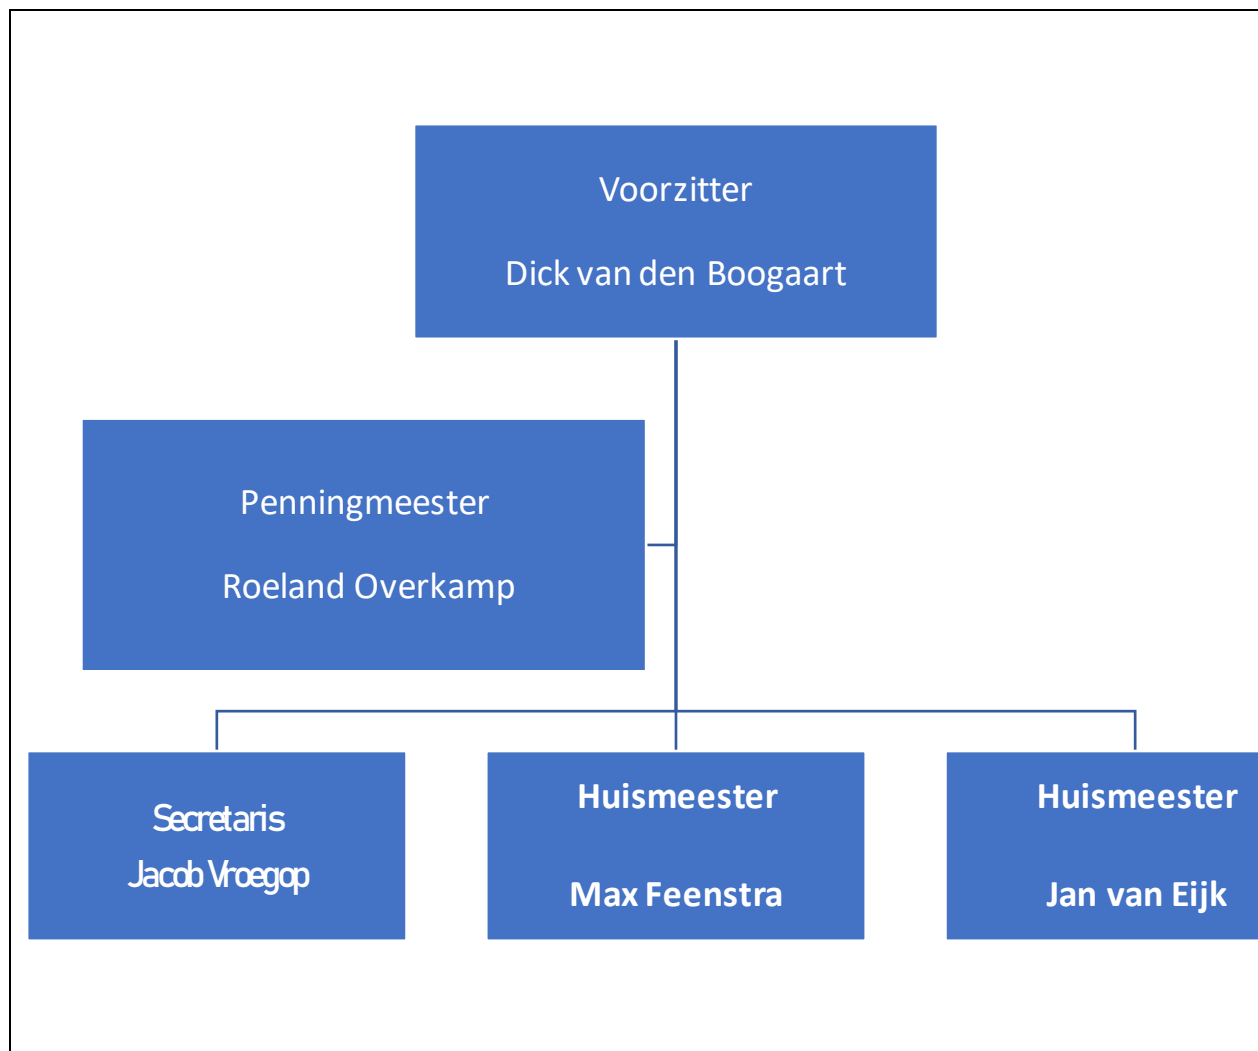 Voorzitter
Dick van den Boogaart
Penningmeester
Roeland Overkamp
Secretaris
Jacob Vroegop
Huismeester
Max Feenstra
Huismeester
Jan van Eijk